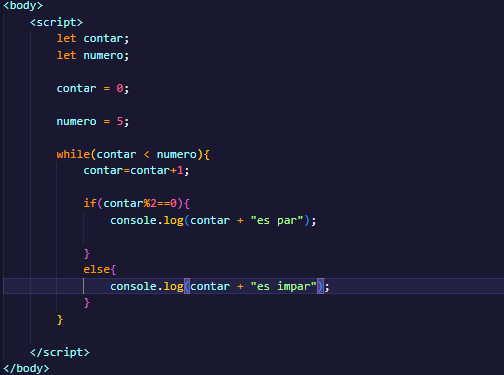 <body>
<script>
let contar;
let numero;
contar = 0;
numero = 5;
while(contar < numero){
contar=contar+1;
if(contar%2==0){
console.log(contar + "es par");
}
else{
console.log(contar + "es impar");
}
}
</script>
</body>